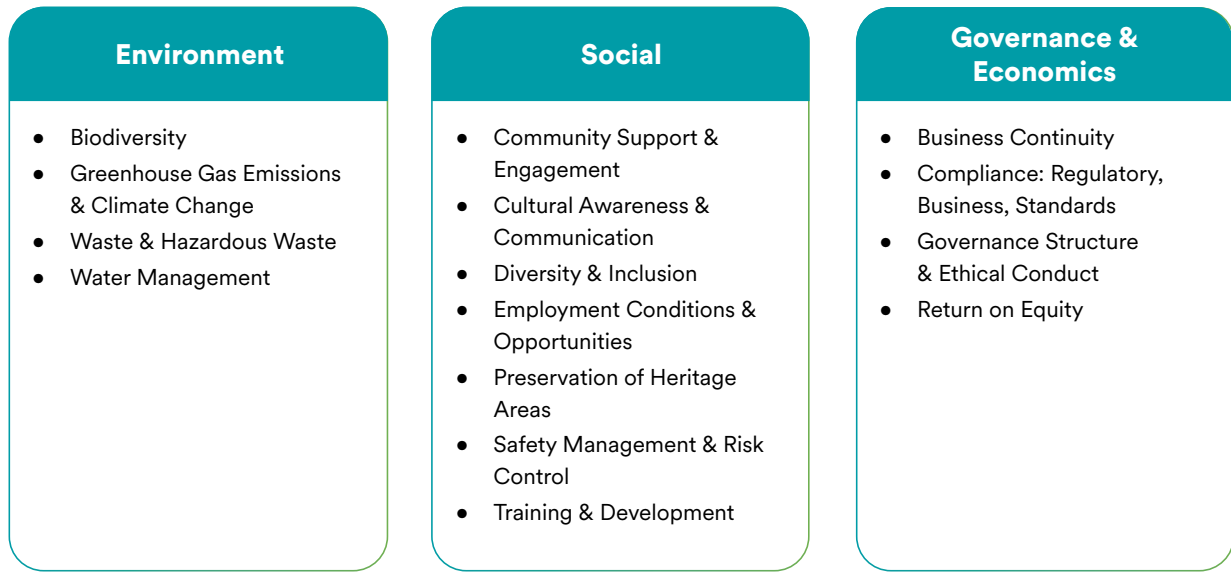 Environment
● Biodiversity
● Greenhouse Gas Emissions
& Climate Change
● Waste & Hazardous Waste
● Water Management
Social
● Community Support &
Engagement
● Cultural Awareness &
Communication
● Diversity & Inclusion
● Employment Conditions &
Opportunities
● Preservation of Heritage
Areas
● Safety Management & Risk
Control
● Training & Development
Governance &
Economics
● Business Continuity
● Compliance: Regulatory,
Business, Standards
● Governance Structure
& Ethical Conduct
● Return on Equity